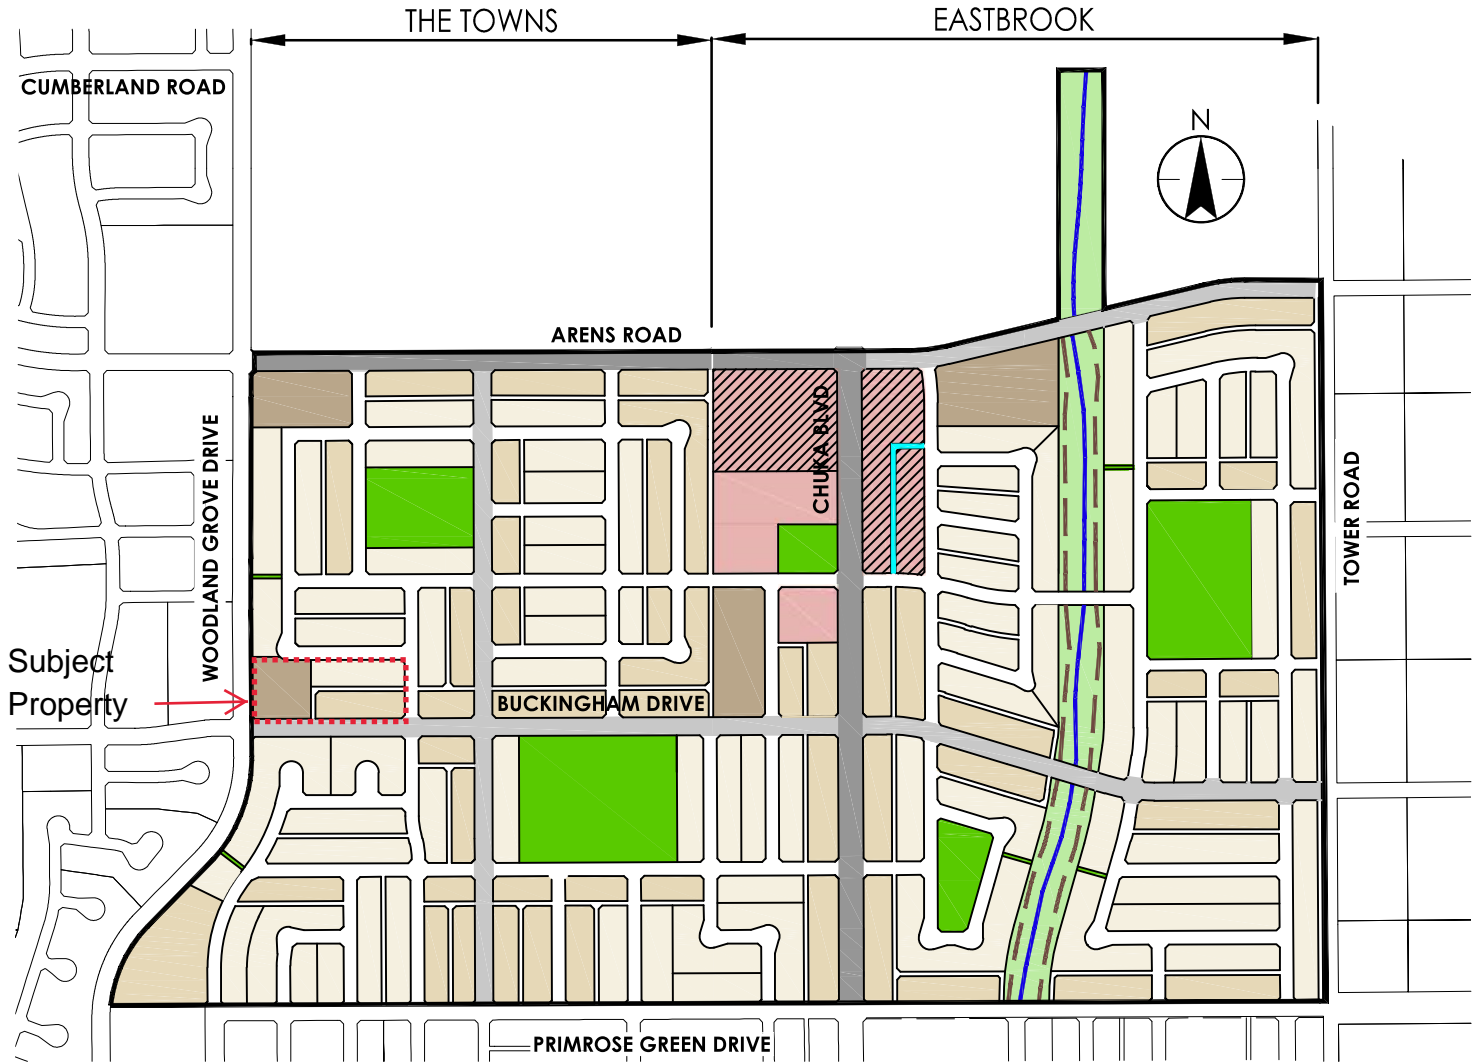 THE TOWNS
EASTBROOK
CUMBERLAND ROAD
N
ARENS ROAD
CHUKA BLVD
WOODLAND GROVE DRIVE
TOWER ROAD
Subject
Property
BUCKINGHAM DRIVE
PRIMROSE GREEN DRIVE